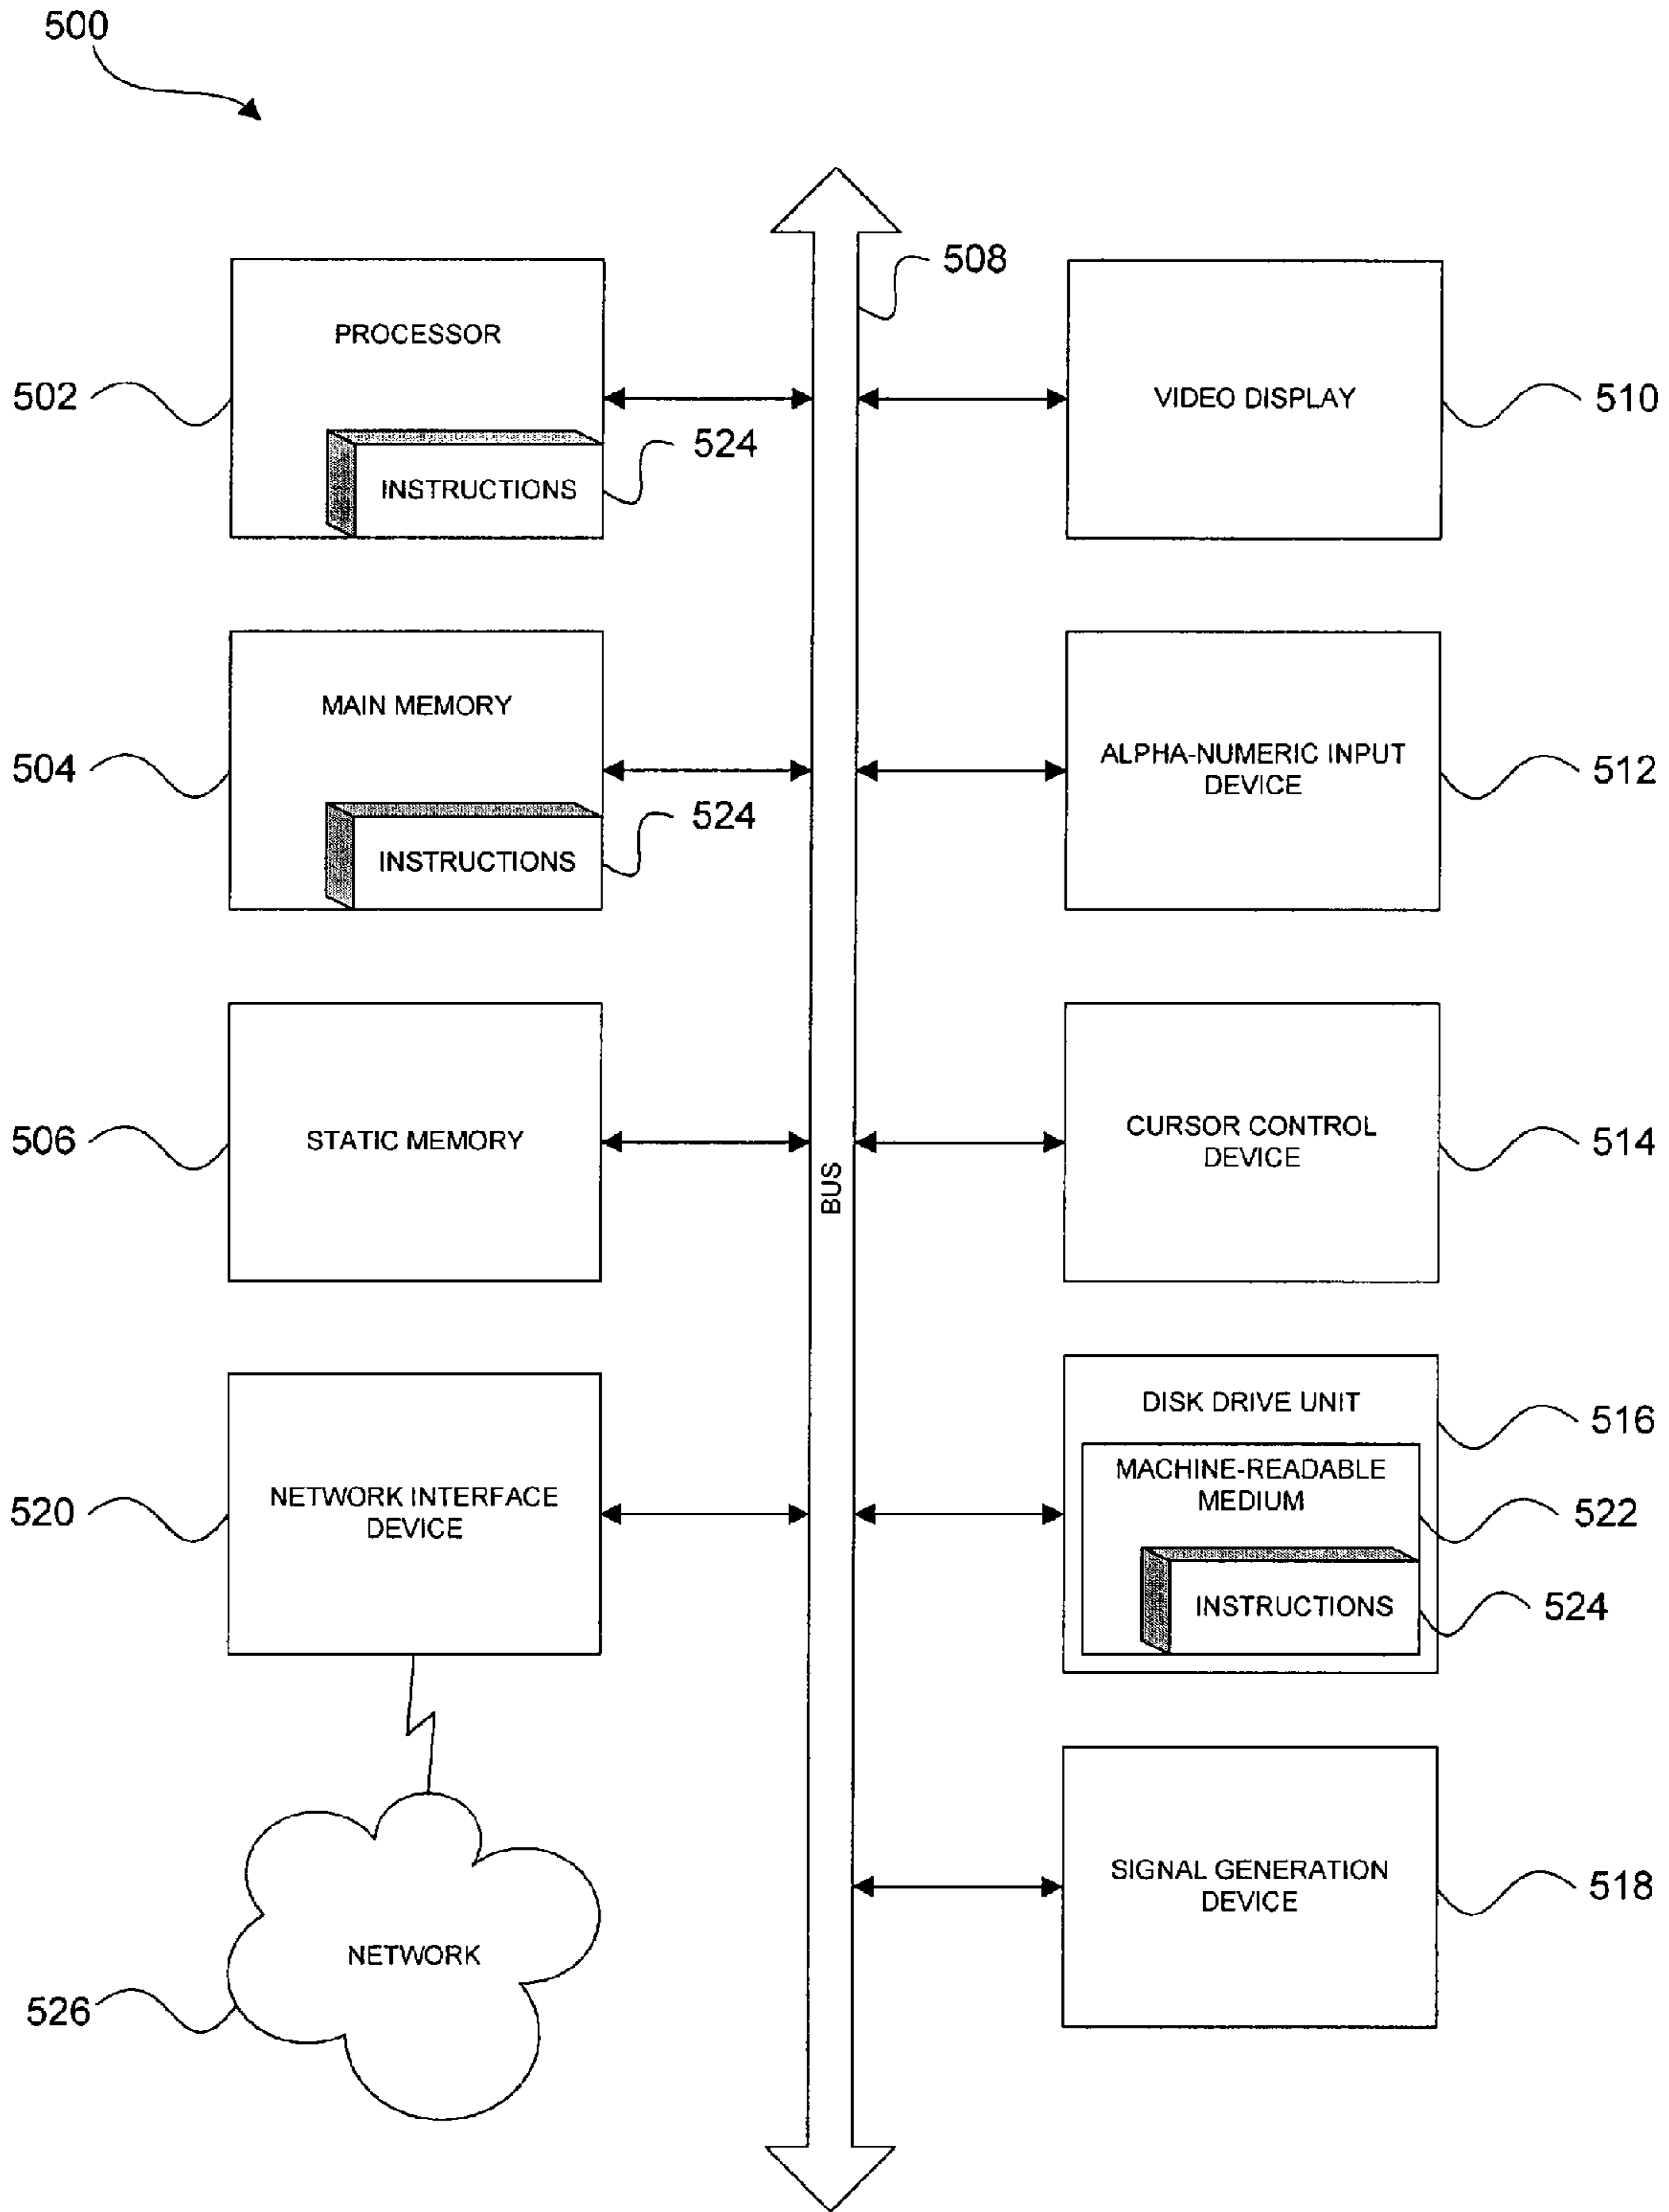 500
508
PROCESSOR
502
524
INSTRUCTIONS
VIDEO DISPLAY
510
MAIN MEMORY
504
524
INSTRUCTIONS
ALPHA-NUMERIC INPUT
DEVICE
512
STATIC MEMORY
506
BUS
CURSOR CONTROL
DEVICE
514
NETWORK INTERFACE
DEVICE
520
DISK DRIVE UNIT
516
MACHINE-READABLE
MEDIUM
522
INSTRUCTIONS
524
NETWORK
526
SIGNAL GENERATION
DEVICE
518